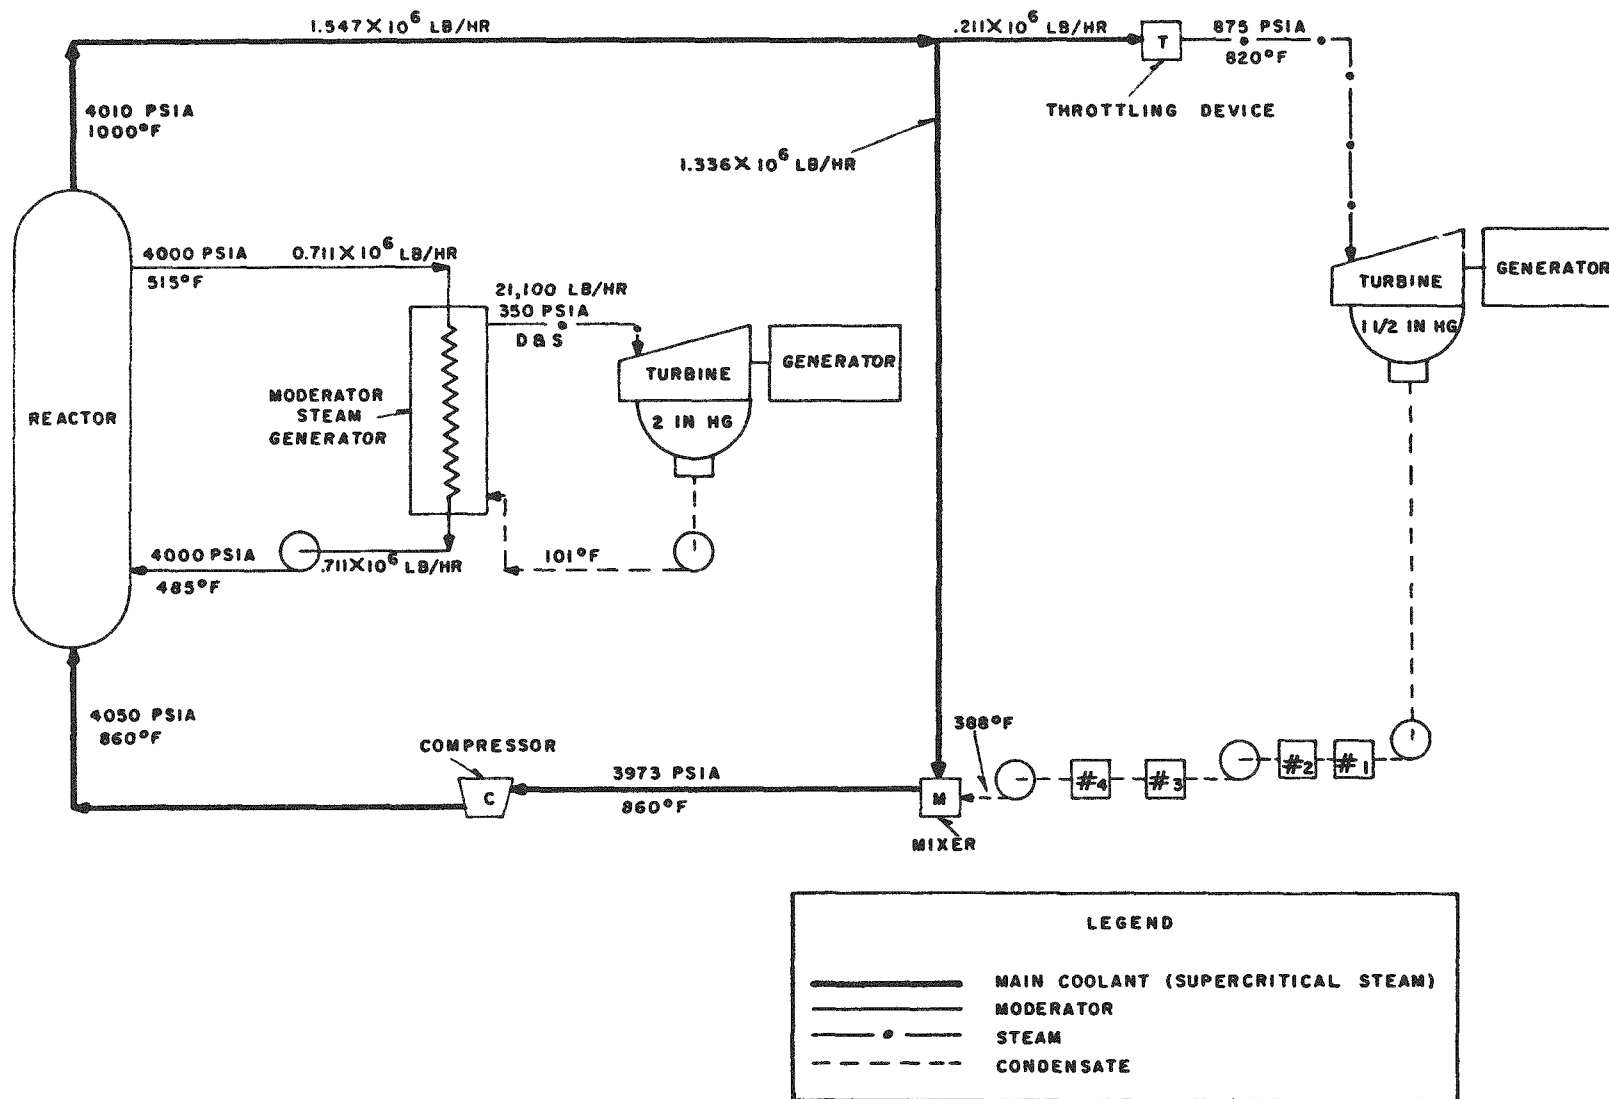 1.547×10⁶ LB/HR
.211×10⁶ LB/HR
T
875 PSIA
820°F
THROTTLING DEVICE
4010 PSIA
1000°F
1.336×10⁶ LB/HR
REACTOR
4000 PSIA
515°F
0.711×10⁶ LB/HR
21,100 LB/HR
350 PSIA
D&S
MODERATOR
STEAM
GENERATOR
TURBINE
2 IN HG
GENERATOR
TURBINE
1 1/2 IN HG
GENERATOR
4000 PSIA
485°F
.711×10⁶ LB/HR
101°F
4050 PSIA
860°F
COMPRESSOR
C
3973 PSIA
860°F
388°F
M
MIXER
#4
#3
#2
#1
LEGEND
MAIN COOLANT (SUPERCRITICAL STEAM)
MODERATOR
STEAM
CONDENSATE